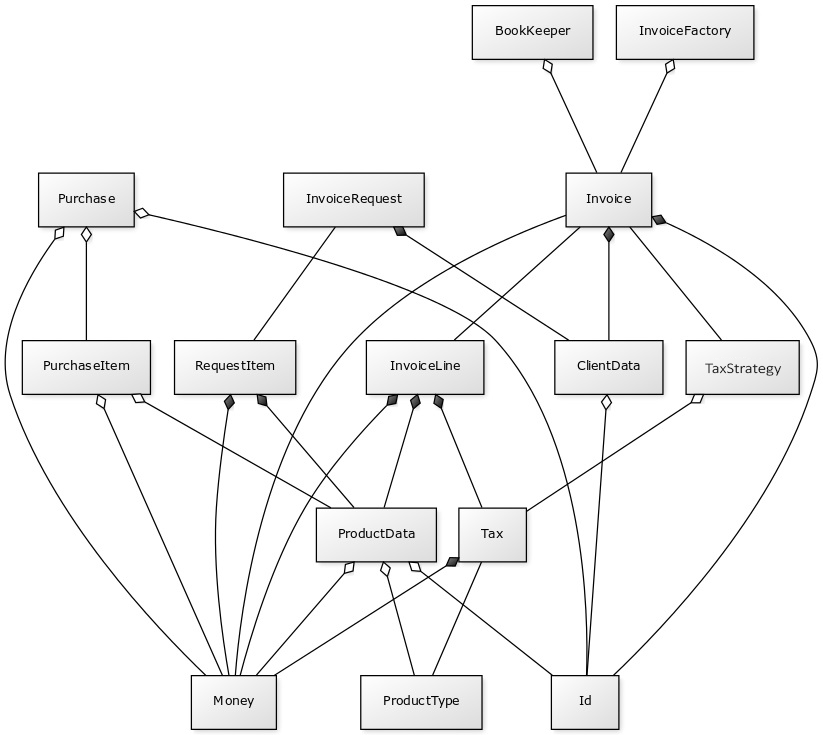 BookKeeper
InvoiceFactory
Purchase
InvoiceRequest
Invoice
PurchaseItem
RequestItem
InvoiceLine
ClientData
TaxStrategy
ProductData
Tax
Money
ProductType
Id